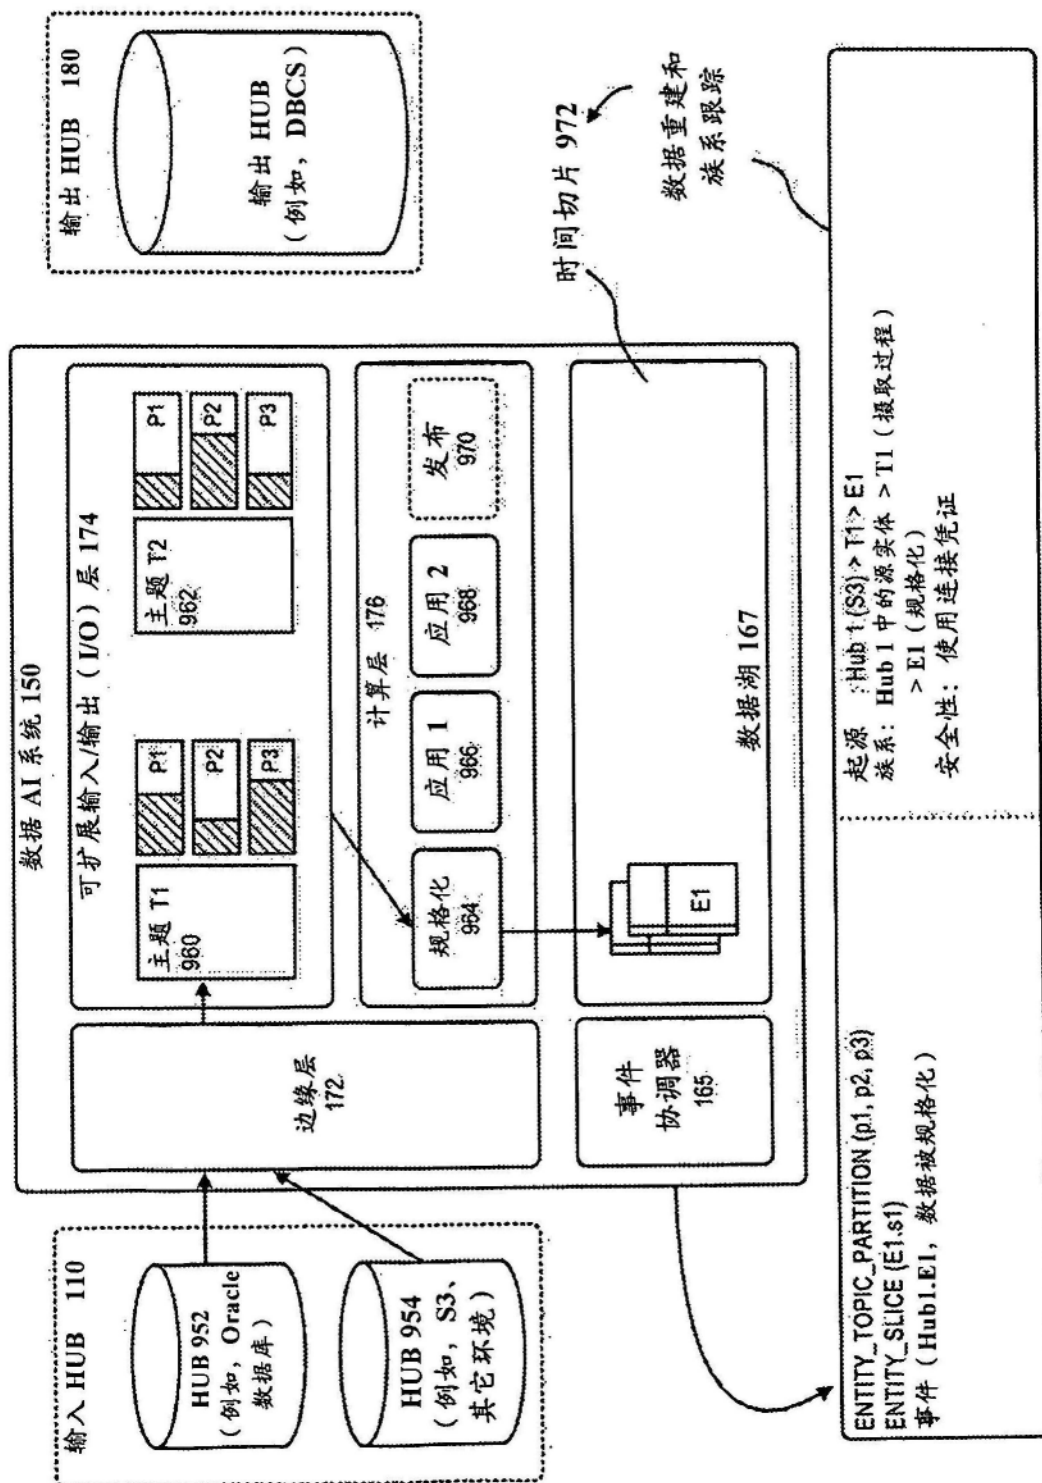 输入 HUB 110
HUB 952
(例如，Oracle
数据库)
HUB 954
(例如，S3、
其它环境)
数据 AI 系统 150
边缘层
172
可扩展输入/输出（I/O）层 174
主题 T1
960
P1
P2
P3
主题 T2
962
P1
P2
P3
计算层 176
规格化
964
应用 1
966
应用 2
968
发布
970
事件
协调器
165
E1
数据湖 167
输出 HUB 180
输出 HUB
（例如，DBCS）
时间切片 972
数据重建和
族系跟踪
ENTITY_TOPIC_PARTITION (p1, p2, p3)
ENTITY_SLICE (E1.s1)
事件（Hub1.E1，数据被规格化）
起源 :Hub 1 (S3) > T1 > E1
族系：Hub 1 中的源实体 > T1（摄取过程）
> E1（规格化）
安全性：使用连接凭证